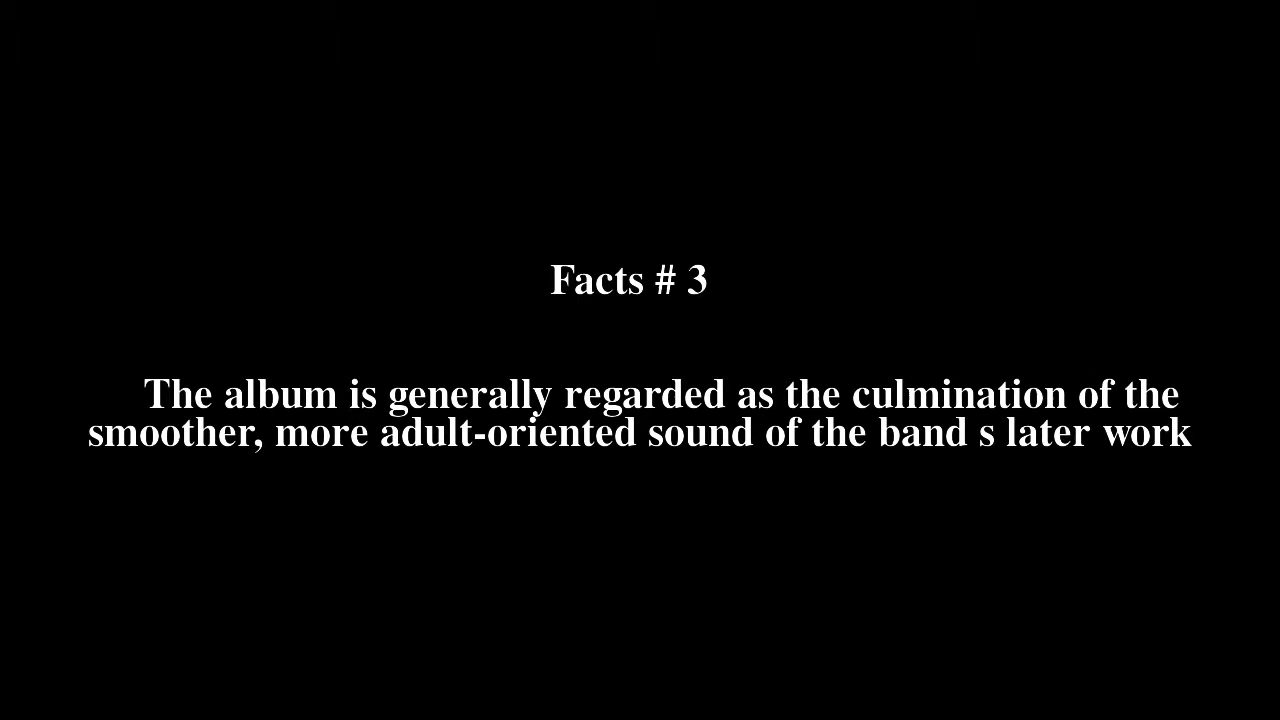 Facts # 3
The album is generally regarded as the culmination of the
smoother, more adult-oriented sound of the band s later work